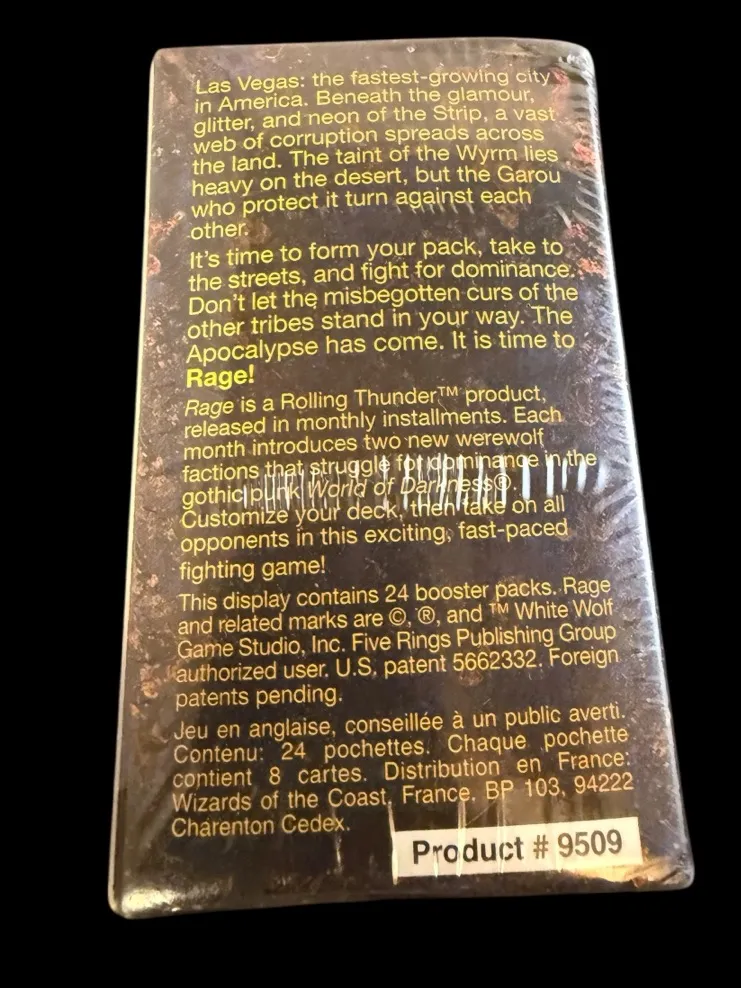 Las Vegas: the fastest-growing city
in America. Beneath the glamour,
glitter, and neon of the Strip, a vast
web of corruption spreads across
the land. The taint of the Wyrm lies
heavy on the desert, but the Garou
who protect it turn against each
other.
It's time to form your pack, take to
the streets, and fight for dominance.
Don't let the misbegotten curs of the
other tribes stand in your way. The
Apocalypse has come. It is time to
Rage!
Rage is a Rolling Thunder™ product,
released in monthly installments. Each
month introduces two new werewolf
factions that struggle for dominance in the
gothic punk World of Darkness®.
Customize your deck, then take on all
opponents in this exciting, fast-paced
fighting game!
This display contains 24 booster packs. Rage
and related marks are ©, ®, and ™ White Wolf
Game Studio, Inc. Five Rings Publishing Group
authorized user. U.S. patent 5662332. Foreign
patents pending.
Jeu en anglaise, conseillée à un public averti.
Contenu: 24 pochettes. Chaque pochette
contient 8 cartes. Distribution en France:
Wizards of the Coast, France, BP 103, 94222
Charenton Cedex.
Product # 9509